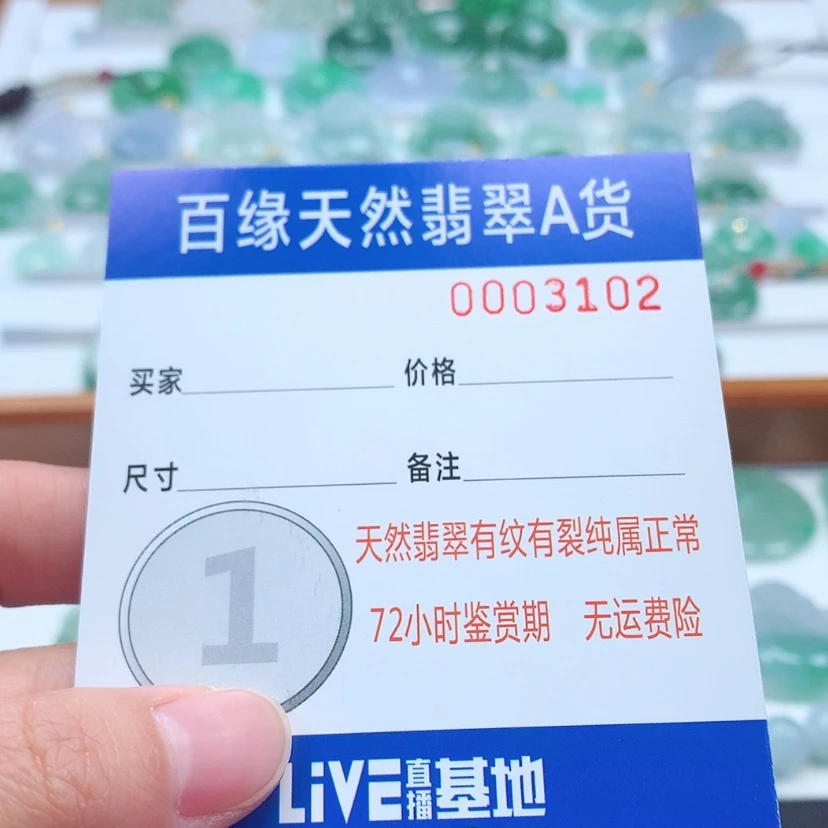 百缘天然翡翠A货
0003102
买家 价格
尺寸 备注
1
天然翡翠有纹有裂纯属正常
72小时鉴赏期 无运费险
LiVE直播基地